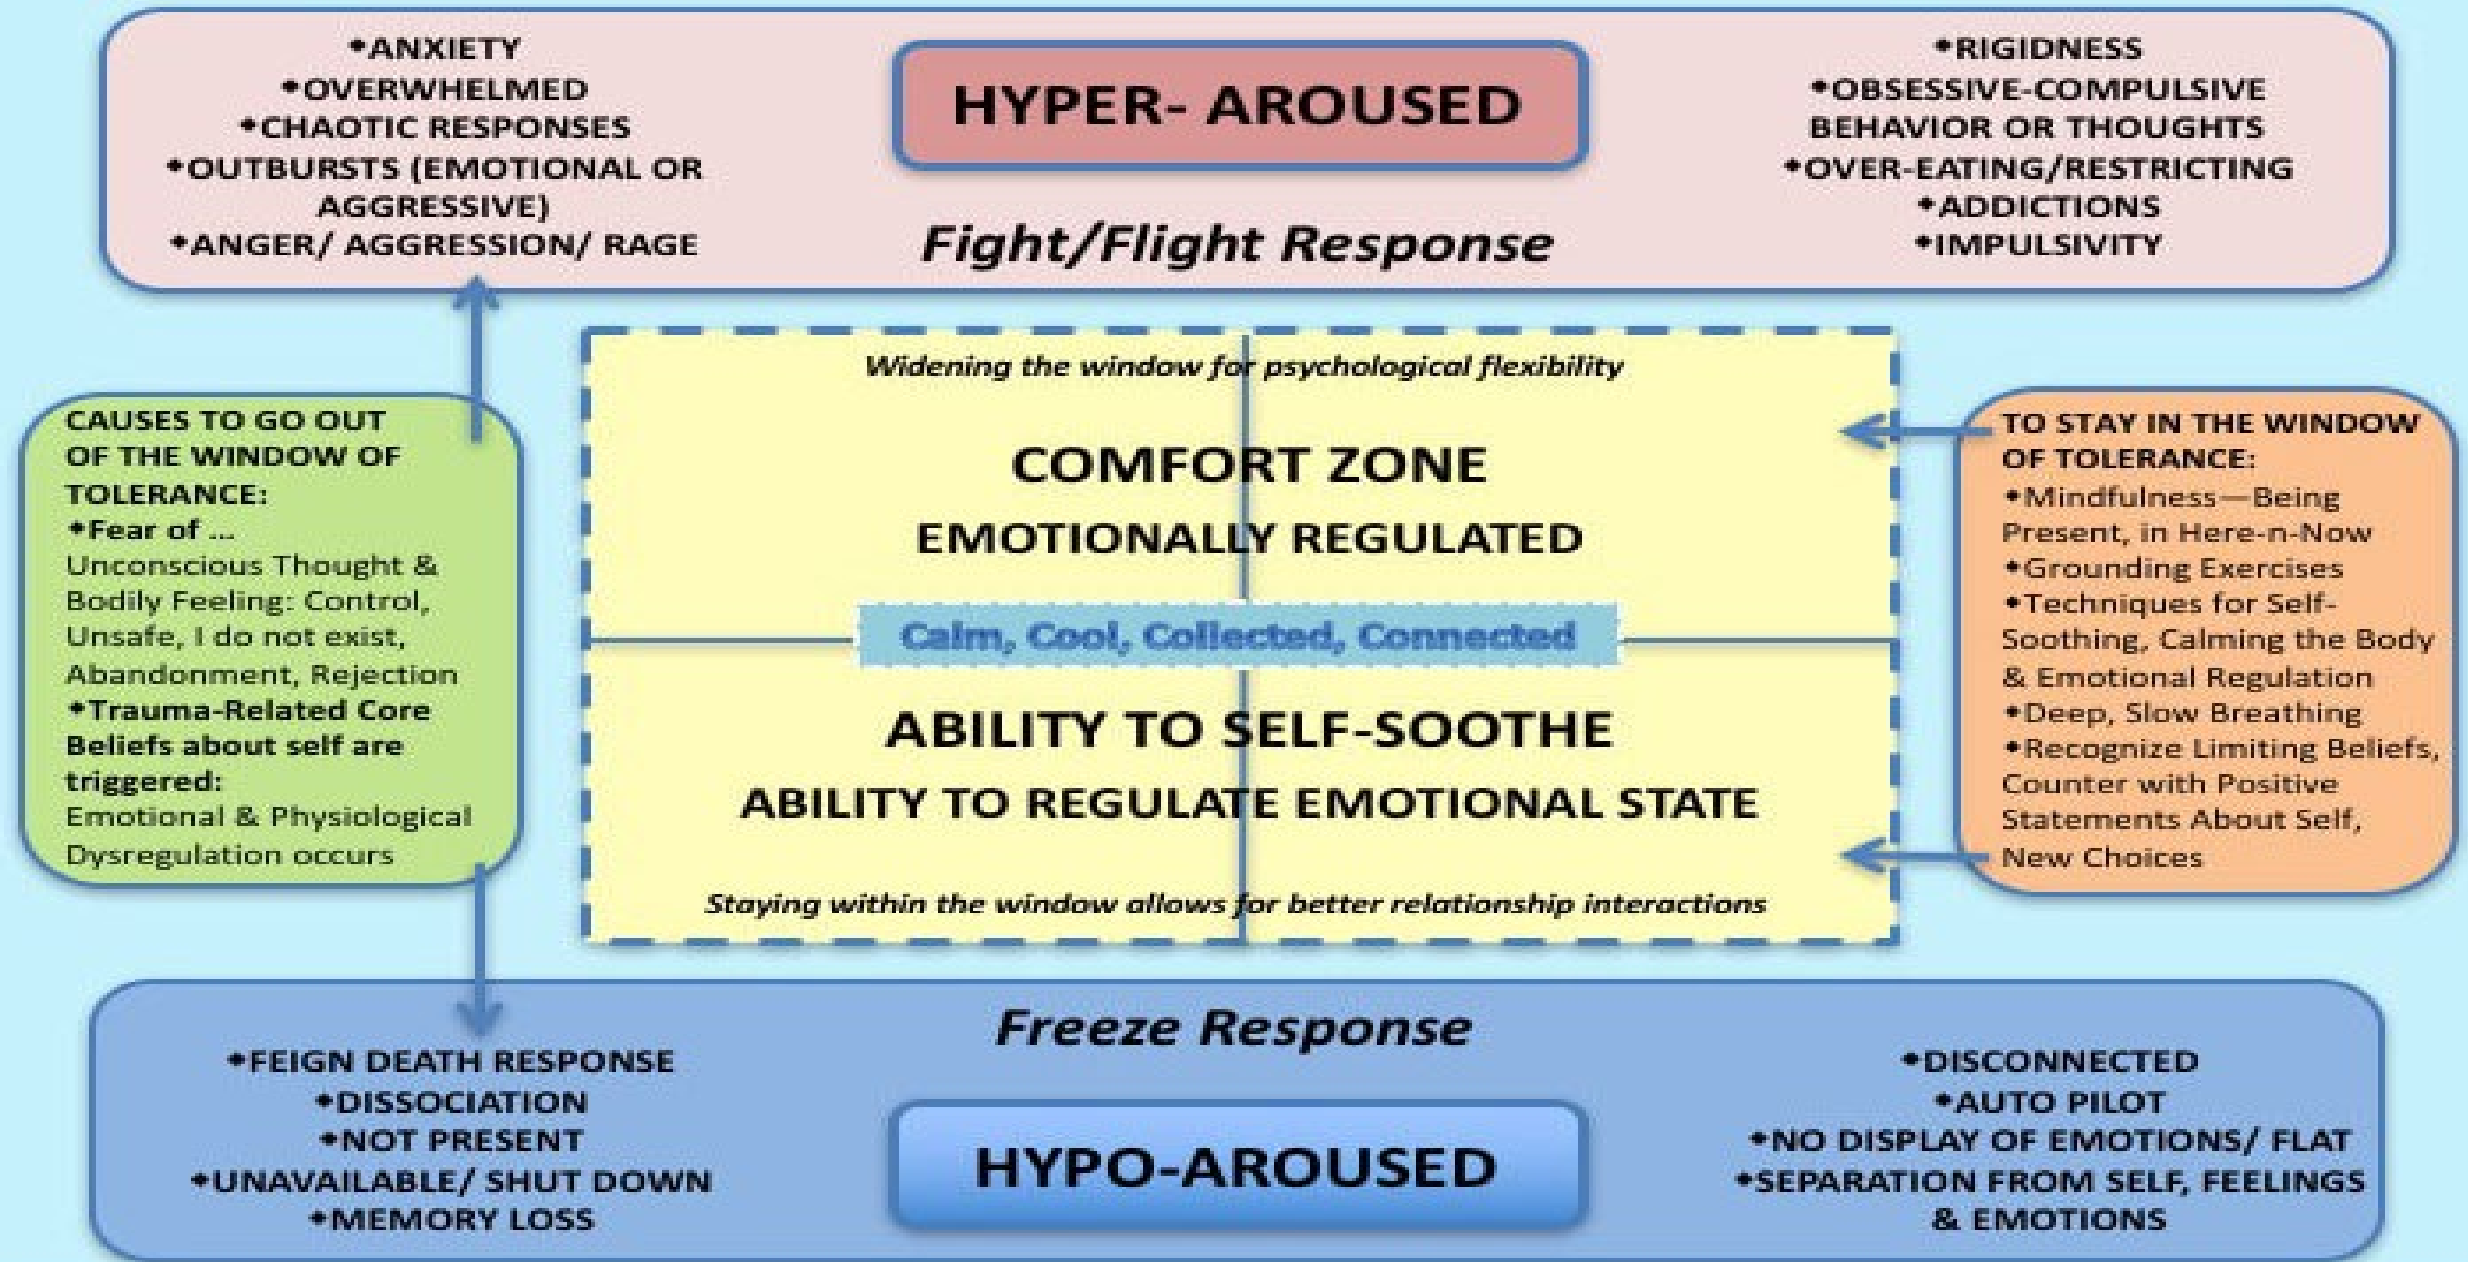 *ANXIETY
*OVERWHELMED
*CHAOTIC RESPONSES
*OUTBURSTS (EMOTIONAL OR
AGGRESSIVE)
*ANGER/ AGGRESSION/ RAGE
HYPER- AROUSED
Fight/Flight Response
*RIGIDNESS
*OBSESSIVE-COMPULSIVE
BEHAVIOR OR THOUGHTS
*OVER-EATING/RESTRICTING
*ADDICTIONS
*IMPULSIVITY
CAUSES TO GO OUT
OF THE WINDOW OF
TOLERANCE:
*Fear of ...
Unconscious Thought &
Bodily Feeling: Control,
Unsafe, I do not exist,
Abandonment, Rejection
*Trauma-Related Core
Beliefs about self are
triggered:
Emotional & Physiological
Dysregulation occurs
Widening the window for psychological flexibility
COMFORT ZONE
EMOTIONALLY REGULATED
Calm, Cool, Collected, Connected
ABILITY TO SELF-SOOTHE
ABILITY TO REGULATE EMOTIONAL STATE
Staying within the window allows for better relationship interactions
TO STAY IN THE WINDOW
OF TOLERANCE:
*Mindfulness—Being
Present, in Here-n-Now
*Grounding Exercises
*Techniques for Self-
Soothing, Calming the Body
& Emotional Regulation
*Deep, Slow Breathing
*Recognize Limiting Beliefs,
Counter with Positive
Statements About Self,
New Choices
*FEIGN DEATH RESPONSE
*DISSOCIATION
*NOT PRESENT
*UNAVAILABLE/ SHUT DOWN
*MEMORY LOSS
Freeze Response
HYPO-AROUSED
*DISCONNECTED
*AUTO PILOT
*NO DISPLAY OF EMOTIONS/ FLAT
*SEPARATION FROM SELF, FEELINGS
& EMOTIONS